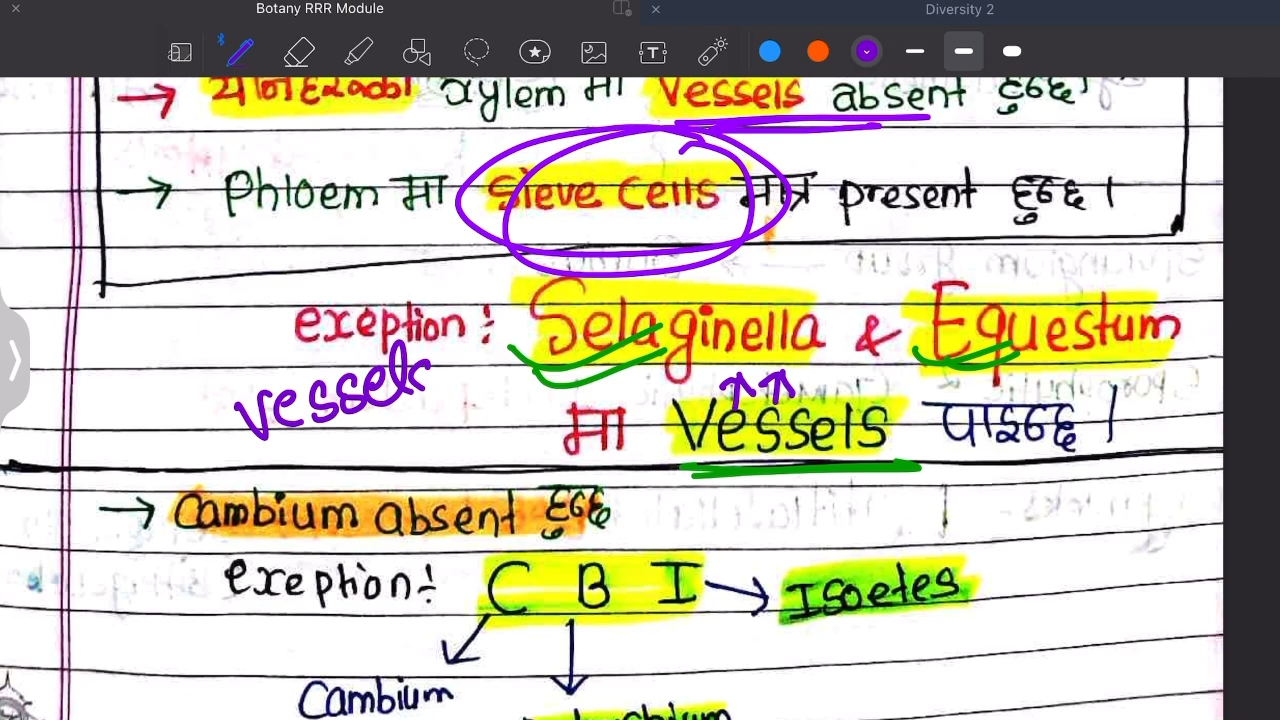 Botany RRR Module
Diversity 2
→ xylem मा vessels absent हुन्छ।
→ Phloem मा Sieve cells मात्र present हुन्छ।
exeption: Selaginella & Equestum
vessels
मा vessels पाइन्छ।
→ Cambium absent हुन्छ
exeption: C B I → Isoetes
Cambium